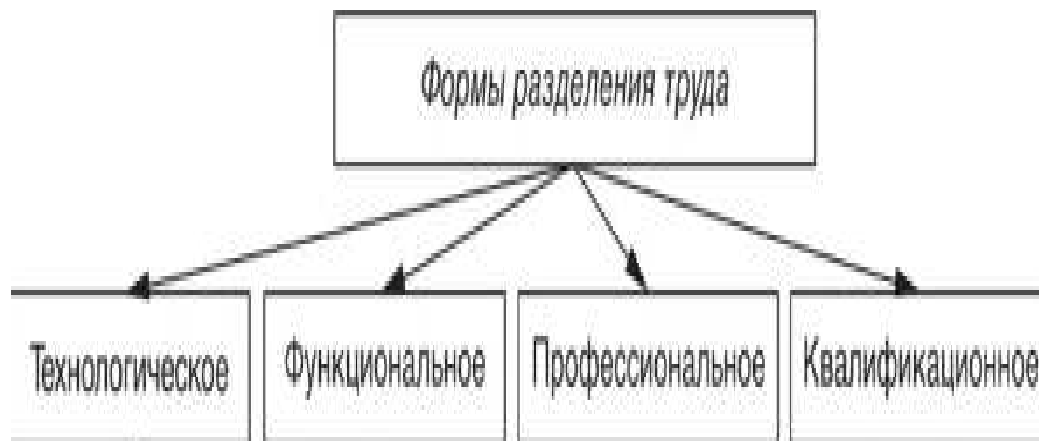 Формы разделения труда
Технологическое
Функциональное
Профессиональное
Квалификационное